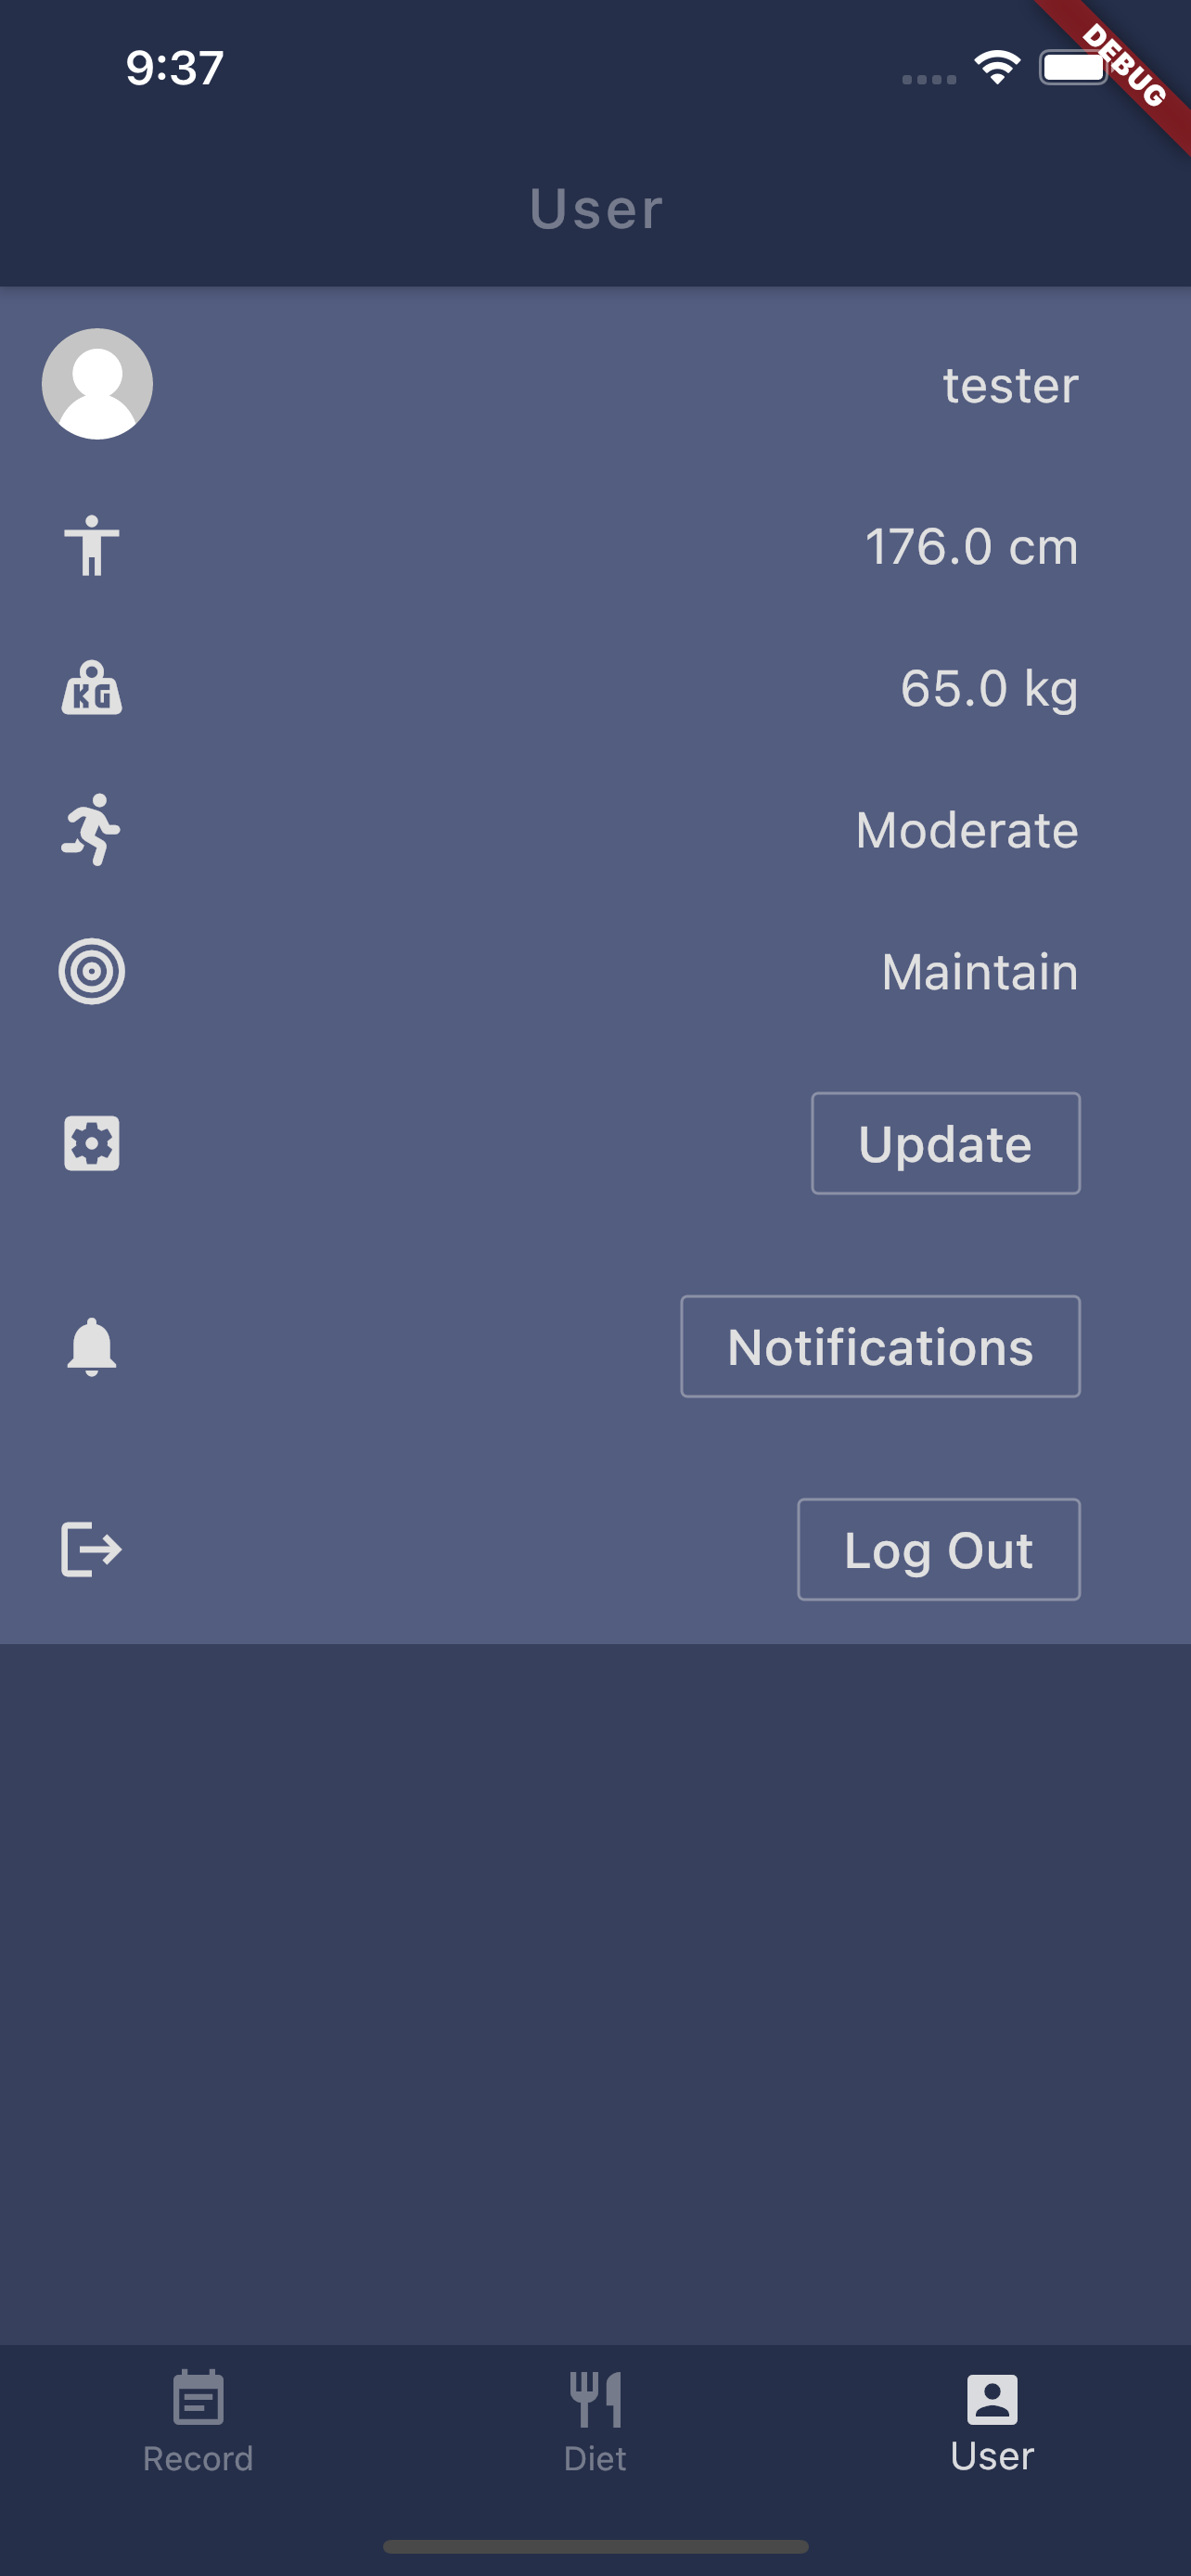 9:37
DEBUG
User
tester
176.0 cm
KG
65.0 kg
Moderate
Maintain
Update
Notifications
Log Out
Record
Diet
User